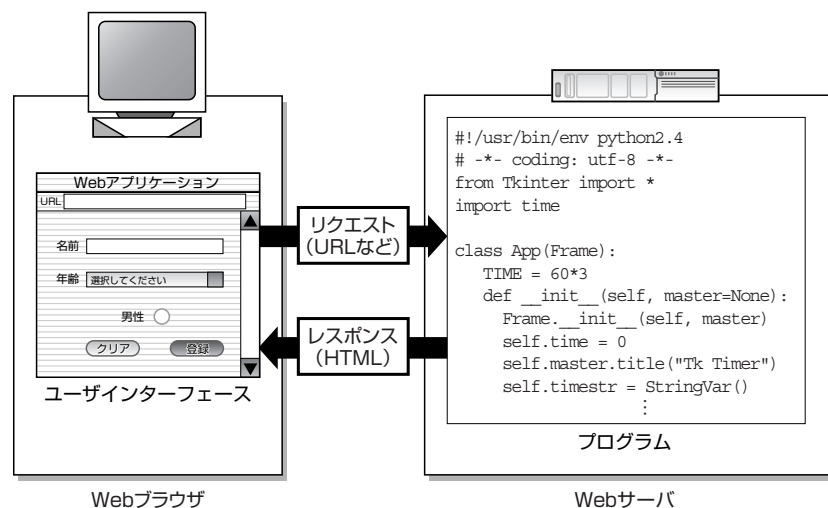 Webアプリケーション
URL
名前
年齢 選択してください
男性
クリア 登録
ユーザインターフェース
Webブラウザ
リクエスト
(URLなど)
レスポンス
(HTML)
#!/usr/bin/env python2.4
# -*- coding: utf-8 -*-
from Tkinter import *
import time
class App(Frame):
TIME = 60*3
def __init__(self, master=None):
Frame.__init__(self, master)
self.time = 0
self.master.title("Tk Timer")
self.timestr = StringVar()
⋮
プログラム
Webサーバ